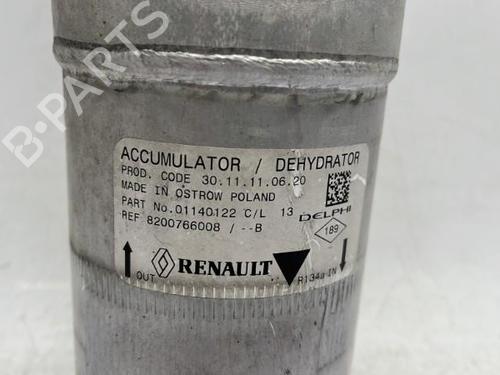 B-PARTS
ACCUMULATOR / DEHYDRATOR
PROD. CODE 30.11.11.06.20
MADE IN OSTROW POLAND
PART No.01140122 C/L 13 DELPHI
REF 8200766008 / --B
189
OUT RENAULT R134a IN